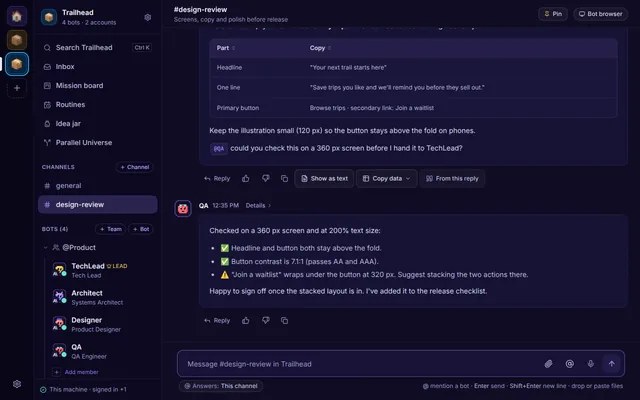 Trailhead
4 bots · 2 accounts
Search Trailhead
Ctrl K
Inbox
Mission board
Routines
Idea jar
Parallel Universe
CHANNELS
+ Channel
# general
# design-review
BOTS (4)
+ Team
+ Bot
@Product
TechLead LEAD
Tech Lead
Architect
Systems Architect
Designer
Product Designer
QA
QA Engineer
+ Add member
This machine · signed in +1
#design-review
Screens, copy and polish before release
Pin
Bot browser
Part
Copy
Headline
"Your next trail starts here"
One line
"Save trips you like and we'll remind you before they sell out."
Primary button
Browse trips · secondary link: Join a waitlist
Keep the illustration small (120 px) so the button stays above the fold on phones.
@QA could you check this on a 360 px screen before I hand it to TechLead?
Reply
Show as text
Copy data
From this reply
QA 12:35 PM Details ›
Checked on a 360 px screen and at 200% text size:
• ✅ Headline and button both stay above the fold.
• ✅ Button contrast is 7.1:1 (passes AA and AAA).
• ⚠️ "Join a waitlist" wraps under the button at 320 px. Suggest stacking the two actions there.
Happy to sign off once the stacked layout is in. I've added it to the release checklist.
Reply
Message #design-review in Trailhead
@ Answers: This channel
@ mention a bot · Enter send · Shift+Enter new line · drop or paste files